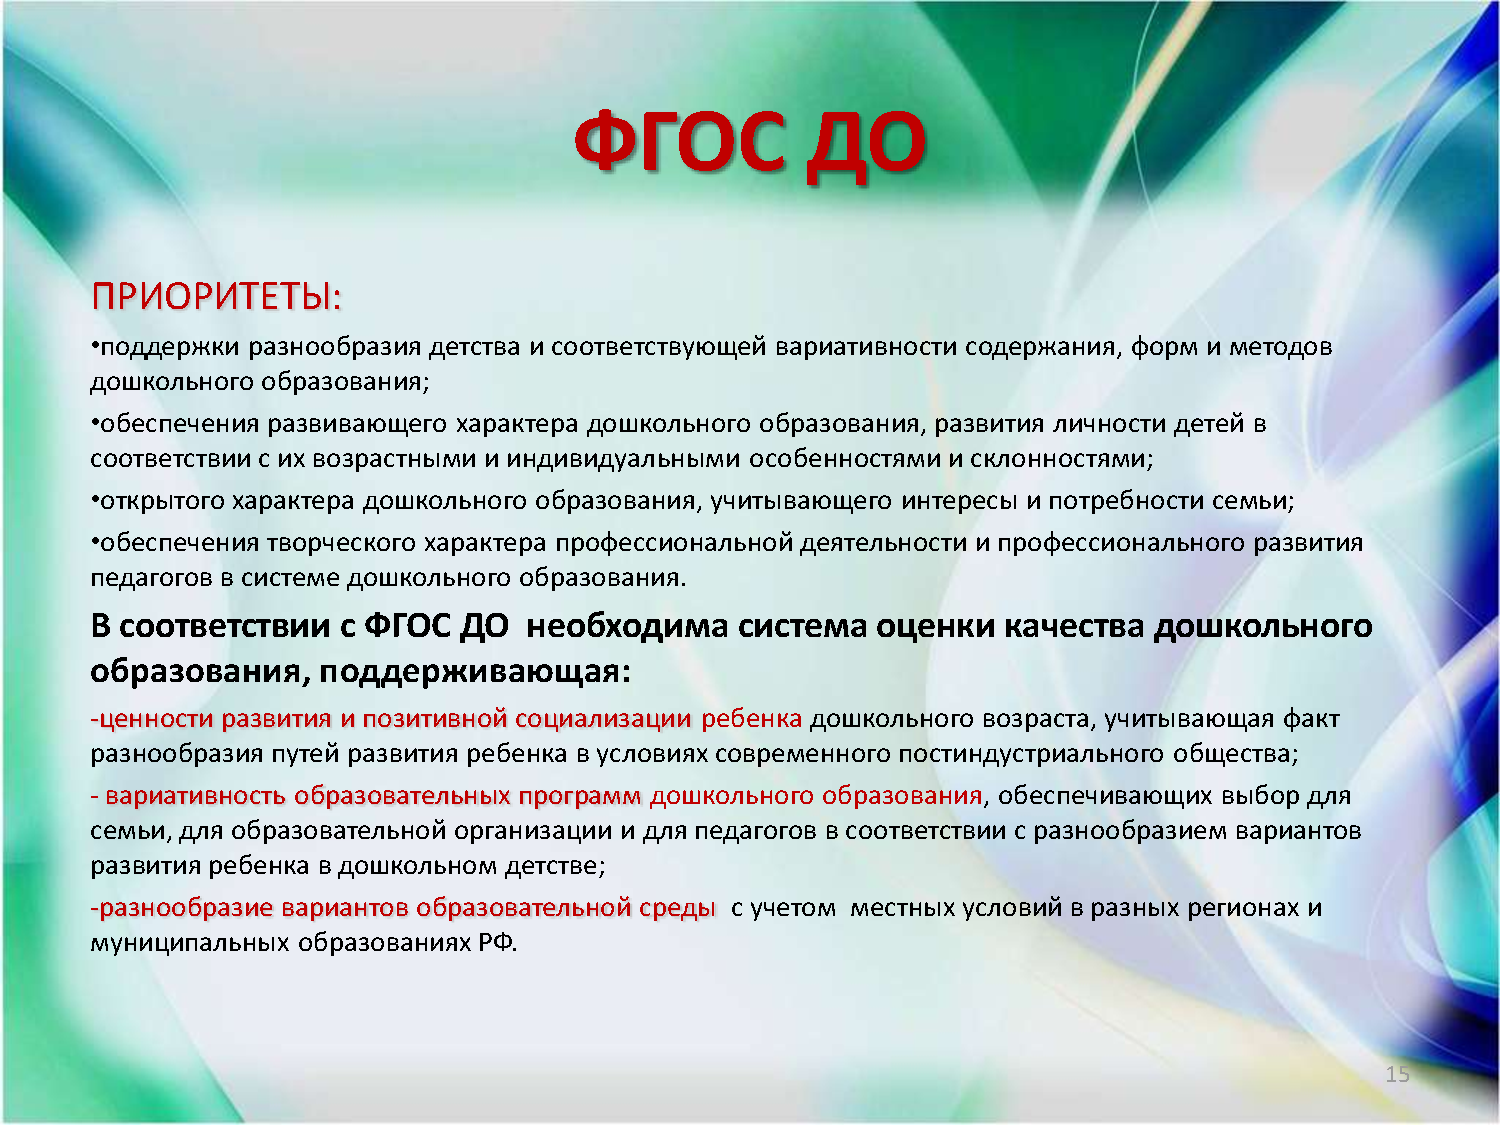 ФГОС ДО
ПРИОРИТЕТЫ:
•поддержки разнообразия детства и соответствующей вариативности содержания, форм и методов
дошкольного образования;
•обеспечения развивающего характера дошкольного образования, развития личности детей в
соответствии с их возрастными и индивидуальными особенностями и склонностями;
•открытого характера дошкольного образования, учитывающего интересы и потребности семьи;
•обеспечения творческого характера профессиональной деятельности и профессионального развития
педагогов в системе дошкольного образования.
В соответствии с ФГОС ДО  необходима система оценки качества дошкольного
образования, поддерживающая:
-ценности развития и позитивной социализации ребенка дошкольного возраста, учитывающая факт
разнообразия путей развития ребенка в условиях современного постиндустриального общества;
- вариативность образовательных программ дошкольного образования, обеспечивающих выбор для
семьи, для образовательной организации и для педагогов в соответствии с разнообразием вариантов
развития ребенка в дошкольном детстве;
-разнообразие вариантов образовательной среды  с учетом  местных условий в разных регионах и
муниципальных образованиях РФ.
15